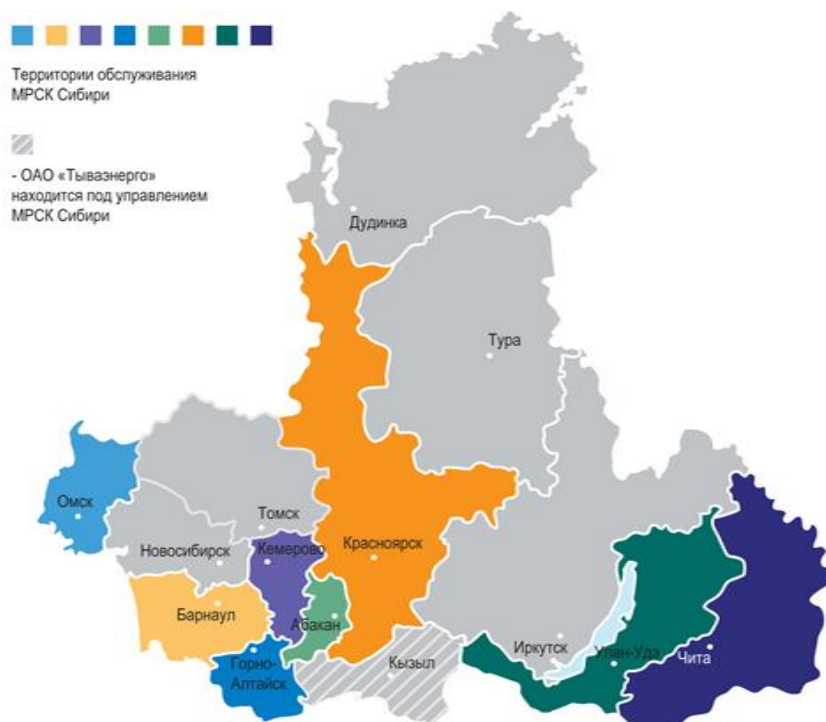 Территории обслуживания
МРСК Сибири
- ОАО «Тываэнерго»
находится под управлением
МРСК Сибири
Дудинка
Тура
Омск
Томск
Новосибирск
Кемерово
Красноярск
Барнаул
Абакан
Иркутск
Улан-Удэ
Чита
Горно-
Алтайск
Кызыл